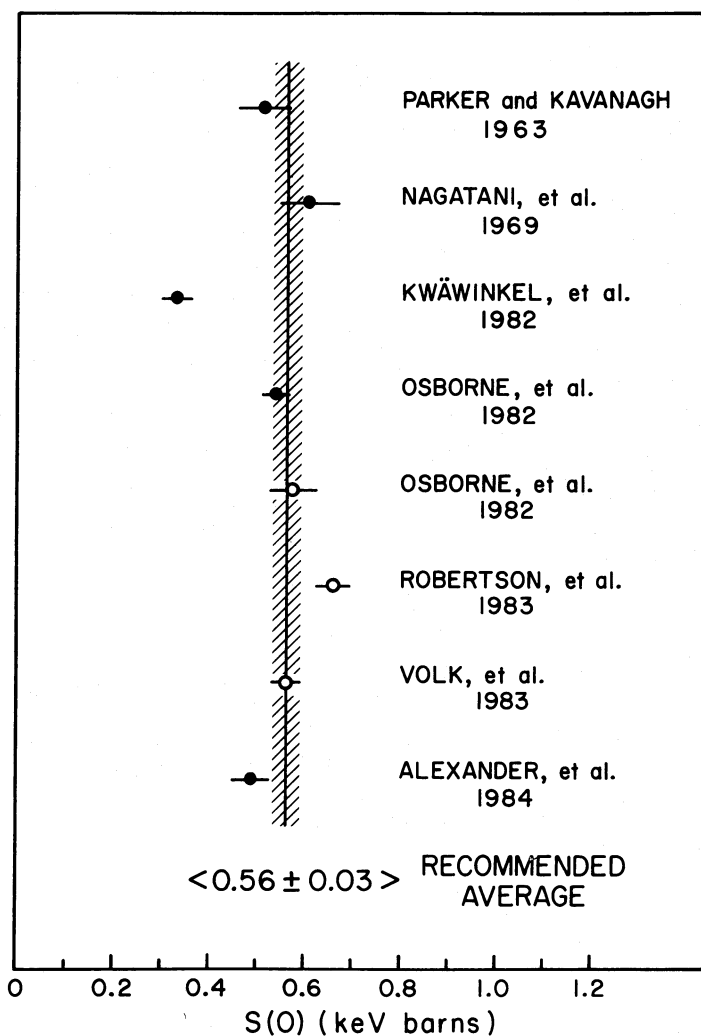 PARKER and KAVANAGH
1963
NAGATANI, et al.
1969
KWÄWINKEL, et al.
1982
OSBORNE, et al.
1982
OSBORNE, et al.
1982
ROBERTSON, et al.
1983
VOLK, et al.
1983
ALEXANDER, et al.
1984
<0.56 ± 0.03> RECOMMENDED
AVERAGE
0 0.2 0.4 0.6 0.8 1.0 1.2
S(O) (keV barns)